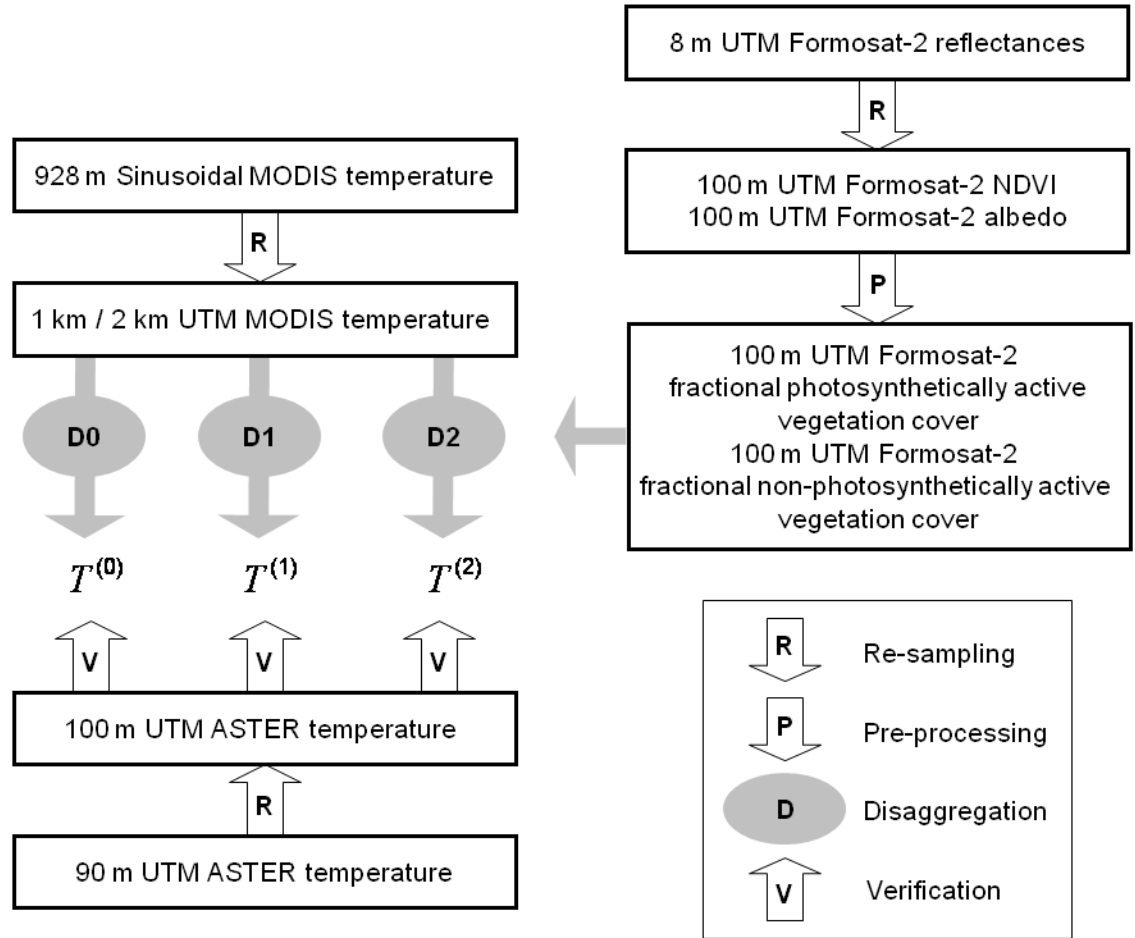 8 m UTM Formosat-2 reflectances
R
928 m Sinusoidal MODIS temperature
100 m UTM Formosat-2 NDVI
100 m UTM Formosat-2 albedo
R
P
1 km / 2 km UTM MODIS temperature
100 m UTM Formosat-2
fractional photosynthetically active
vegetation cover
100 m UTM Formosat-2
fractional non-photosynthetically active
vegetation cover
D0 D1 D2
T(0) T(1) T(2)
V V V
100 m UTM ASTER temperature
R
90 m UTM ASTER temperature
R Re-sampling
P Pre-processing
D Disaggregation
V Verification